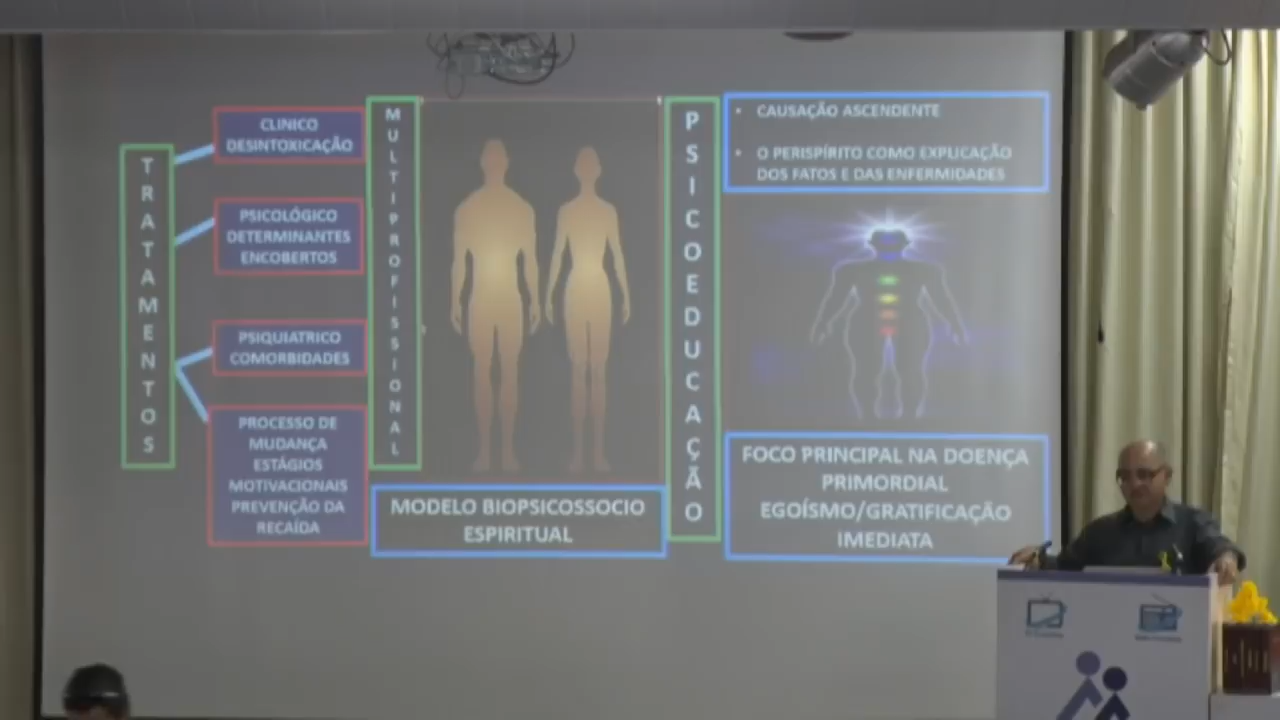 TRATAMENTOS
CLINICO
DESINTOXICAÇÃO
PSICOLÓGICO
DETERMINANTES
ENCOBERTOS
PSIQUIATRICO
COMORBIDADES
PROCESSO DE
MUDANÇA
ESTÁGIOS
MOTIVACIONAIS
PREVENÇÃO DA
RECAÍDA
MULTIPROFISSIONAL
MODELO BIOPSICOSSOCIO
ESPIRITUAL
PSICOEDUCAÇÃO
• CAUSAÇÃO ASCENDENTE
• O PERISPÍRITO COMO EXPLICAÇÃO
DOS FATOS E DAS ENFERMIDADES
FOCO PRINCIPAL NA DOENÇA
PRIMORDIAL
EGOÍSMO/GRATIFICAÇÃO
IMEDIATA